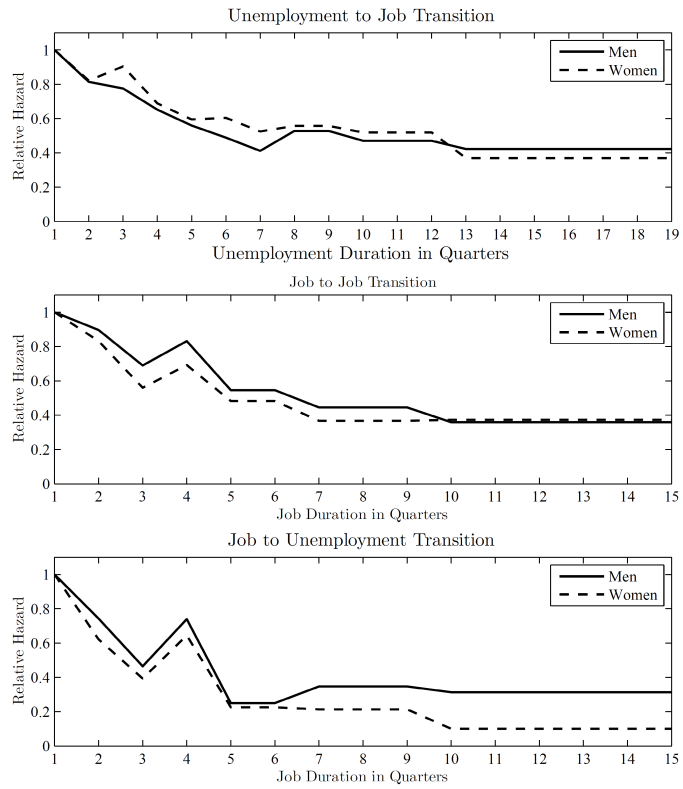 Unemployment to Job Transition
Relative Hazard
1
0.8
0.6
0.4
0.2
0
Men
Women
1 2 3 4 5 6 7 8 9 10 11 12 13 14 15 16 17 18 19
Unemployment Duration in Quarters
Job to Job Transition
Relative Hazard
1
0.8
0.6
0.4
0.2
0
Men
Women
1 2 3 4 5 6 7 8 9 10 11 12 13 14 15
Job Duration in Quarters
Job to Unemployment Transition
Relative Hazard
1
0.8
0.6
0.4
0.2
0
Men
Women
1 2 3 4 5 6 7 8 9 10 11 12 13 14 15
Job Duration in Quarters